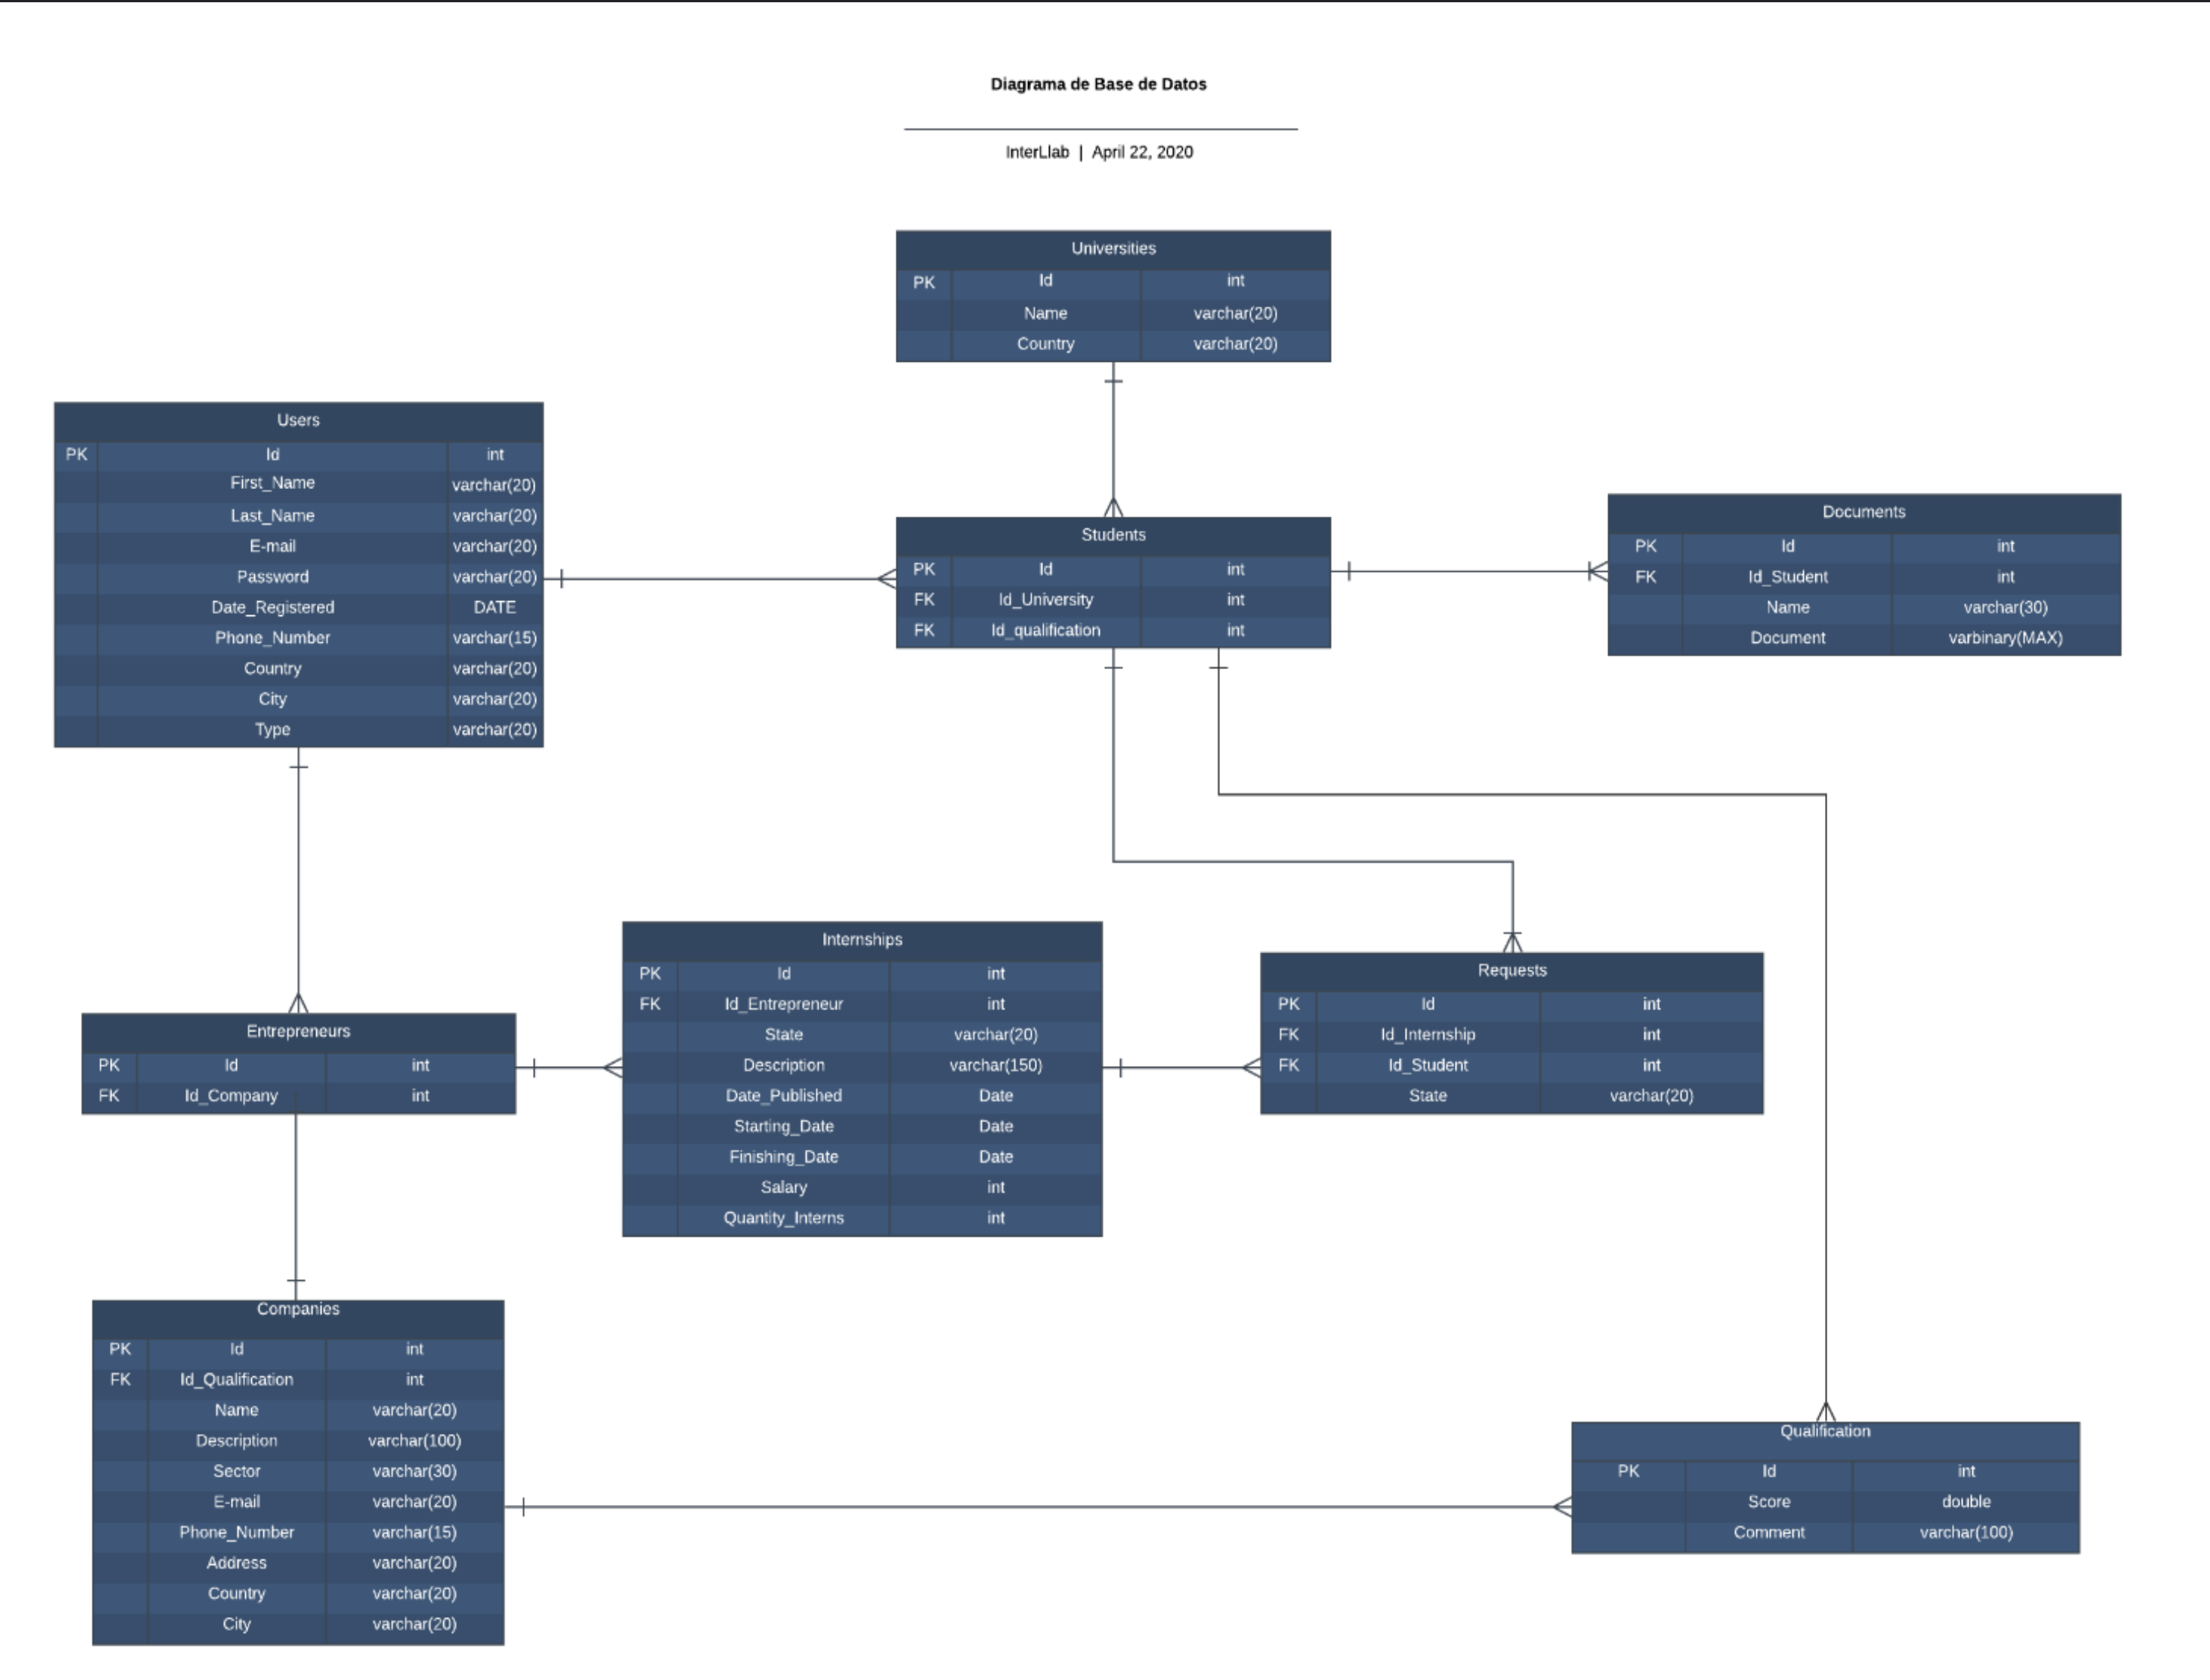 Diagrama de Base de Datos
InterLlab | April 22, 2020
Universities
PK Id int
Name varchar(20)
Country varchar(20)
Users
PK Id int
First_Name varchar(20)
Last_Name varchar(20)
E-mail varchar(20)
Password varchar(20)
Date_Registered DATE
Phone_Number varchar(15)
Country varchar(20)
City varchar(20)
Type varchar(20)
Students
PK Id int
FK Id_University int
FK Id_qualification int
Documents
PK Id int
FK Id_Student int
Name varchar(30)
Document varbinary(MAX)
Entrepreneurs
PK Id int
FK Id_Company int
Internships
PK Id int
FK Id_Entrepreneur int
State varchar(20)
Description varchar(150)
Date_Published Date
Starting_Date Date
Finishing_Date Date
Salary int
Quantity_Interns int
Requests
PK Id int
FK Id_Internship int
FK Id_Student int
State varchar(20)
Companies
PK Id int
FK Id_Qualification int
Name varchar(20)
Description varchar(100)
Sector varchar(30)
E-mail varchar(20)
Phone_Number varchar(15)
Address varchar(20)
Country varchar(20)
City varchar(20)
Qualification
PK Id int
Score double
Comment varchar(100)